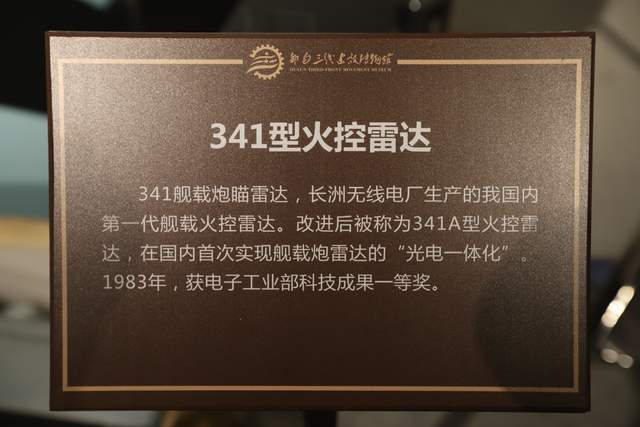 都匀三线建设博物馆
DUYUN THIRD-FRONT MOVEMENT MUSEUM
341型火控雷达
341舰载炮瞄雷达，长洲无线电厂生产的我国内
第一代舰载火控雷达。改进后被称为341A型火控雷
达，在国内首次实现舰载炮雷达的“光电一体化”。
1983年，获电子工业部科技成果一等奖。